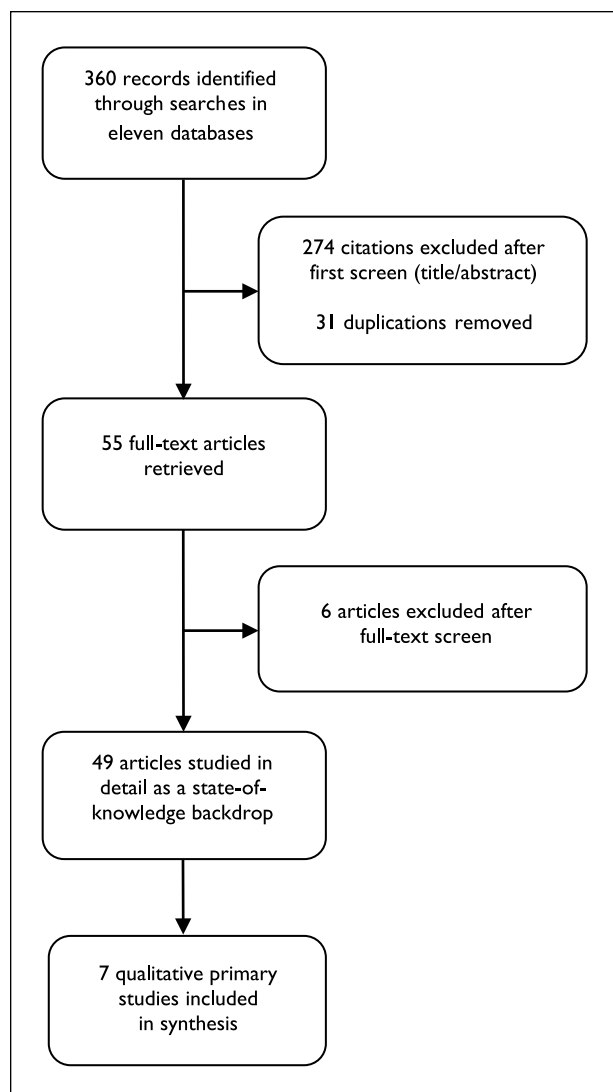 360 records identified
through searches in
eleven databases
274 citations excluded after
first screen (title/abstract)
31 duplications removed
55 full-text articles
retrieved
6 articles excluded after
full-text screen
49 articles studied in
detail as a state-of-
knowledge backdrop
7 qualitative primary
studies included
in synthesis